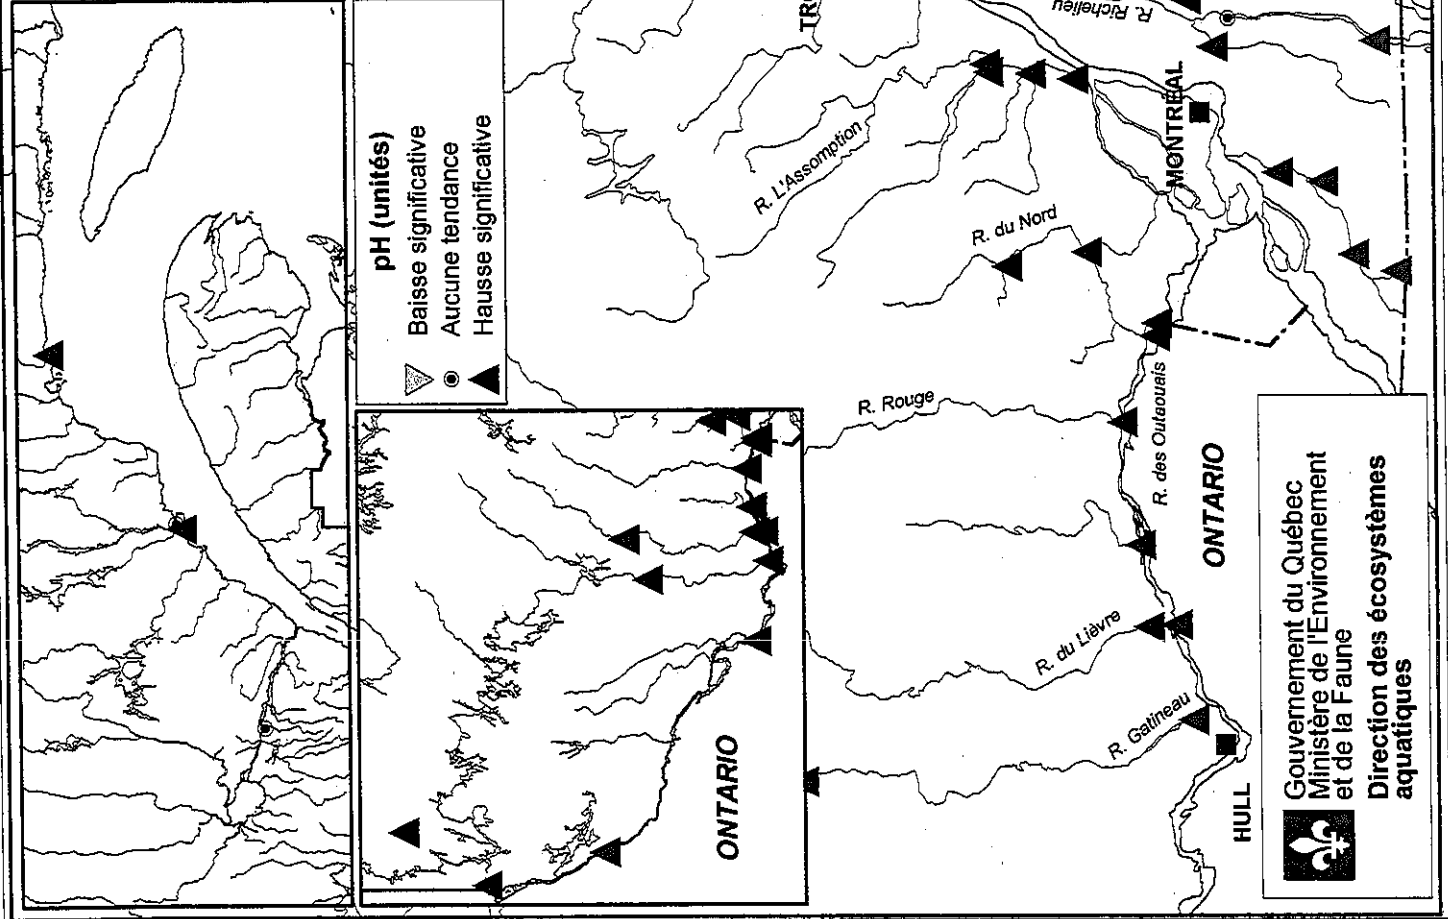 pH (unités)
Baisse significative
Aucune tendance
Hausse significative
R. Richelieu
MONTRÉAL
R. L'Assomption
R. du Nord
R. Rouge
R. des Outaouais
ONTARIO
R. du Lièvre
R. Gatineau
HULL
ONTARIO
Gouvernement du Québec
Ministère de l'Environnement
et de la Faune
Direction des écosystèmes
aquatiques